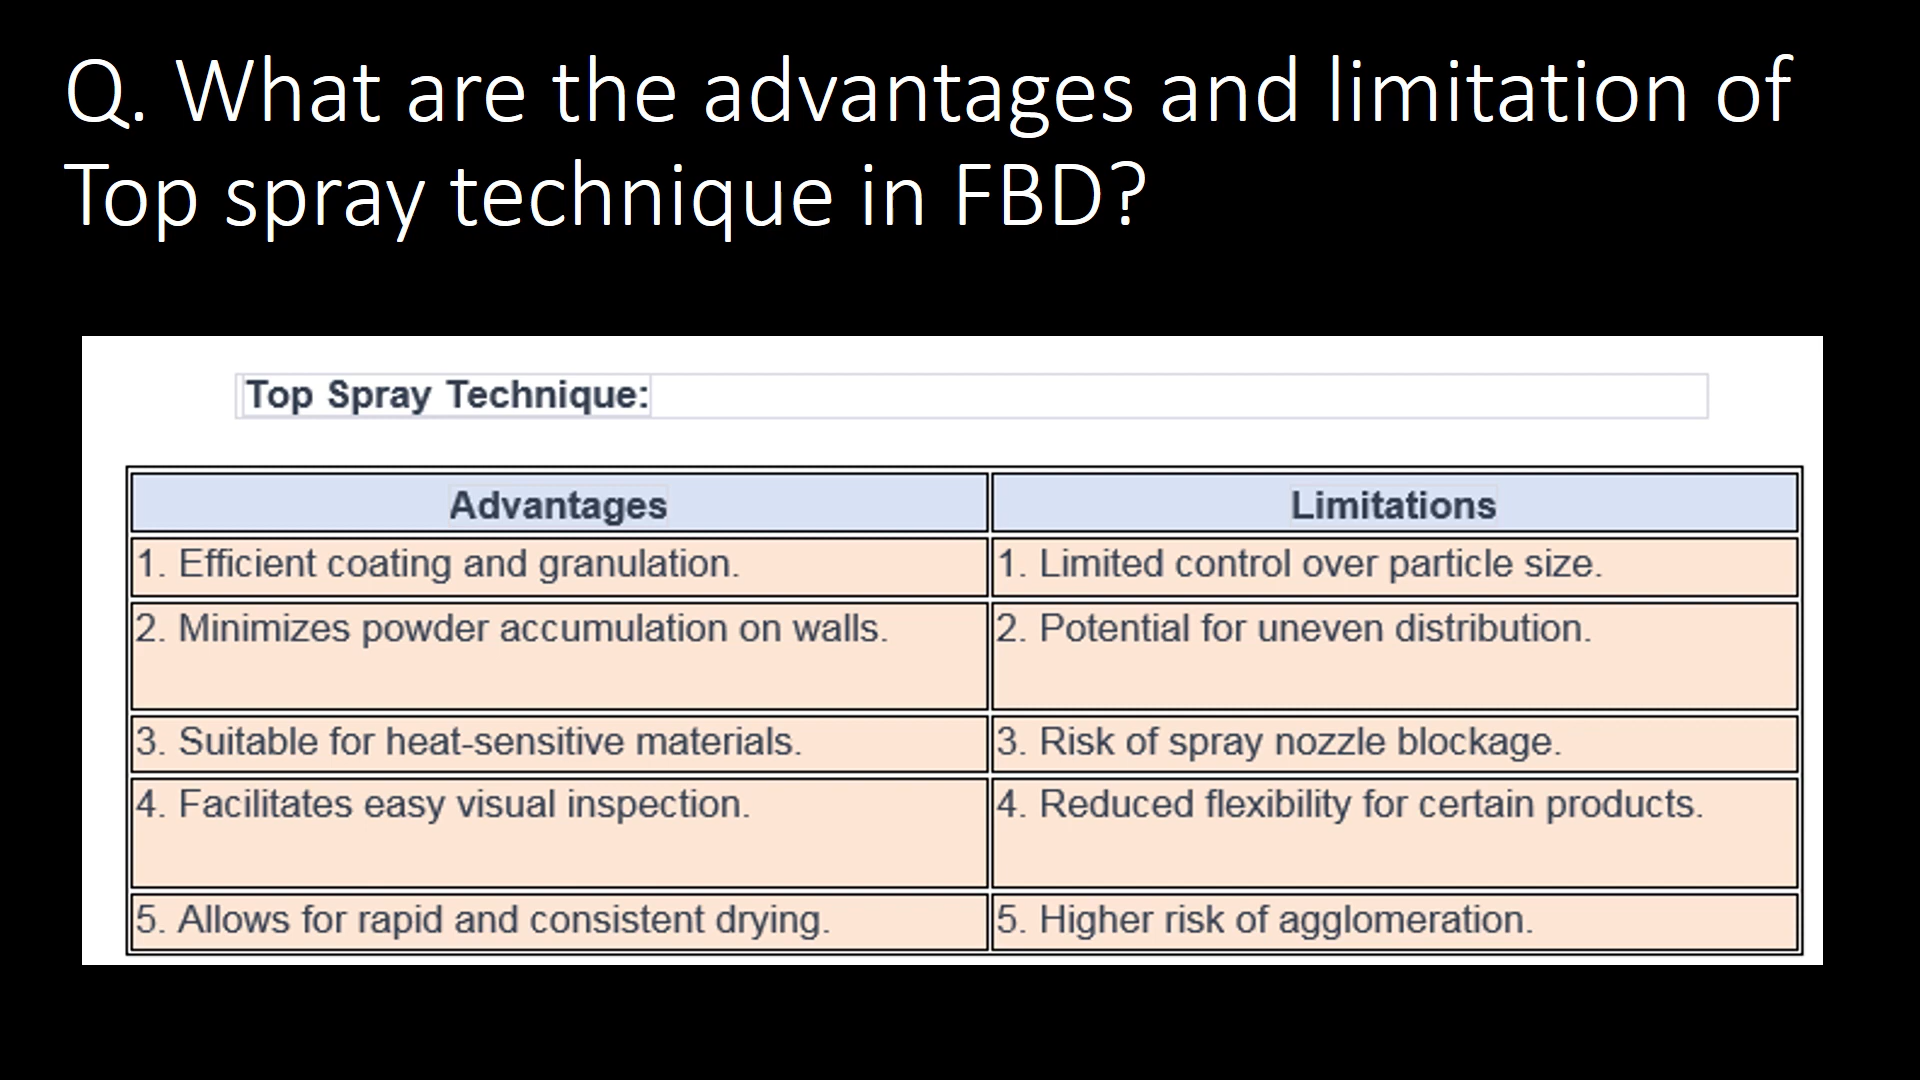 Q. What are the advantages and limitation of
Top spray technique in FBD?
Top Spray Technique:
Advantages
Limitations
1. Efficient coating and granulation.
1. Limited control over particle size.
2. Minimizes powder accumulation on walls.
2. Potential for uneven distribution.
3. Suitable for heat-sensitive materials.
3. Risk of spray nozzle blockage.
4. Facilitates easy visual inspection.
4. Reduced flexibility for certain products.
5. Allows for rapid and consistent drying.
5. Higher risk of agglomeration.